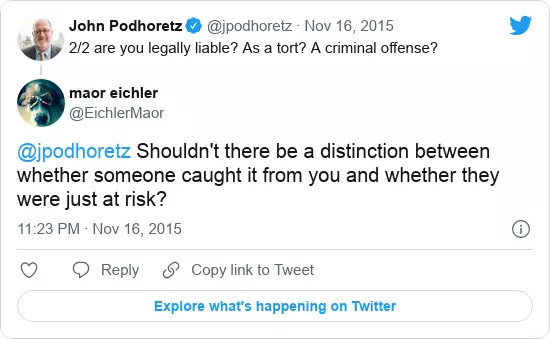 John Podhoretz @jpodhoretz · Nov 16, 2015
2/2 are you legally liable? As a tort? A criminal offense?
maor eichler
@EichlerMaor
@jpodhoretz Shouldn't there be a distinction between
whether someone caught it from you and whether they
were just at risk?
11:23 PM · Nov 16, 2015
Reply Copy link to Tweet
Explore what's happening on Twitter